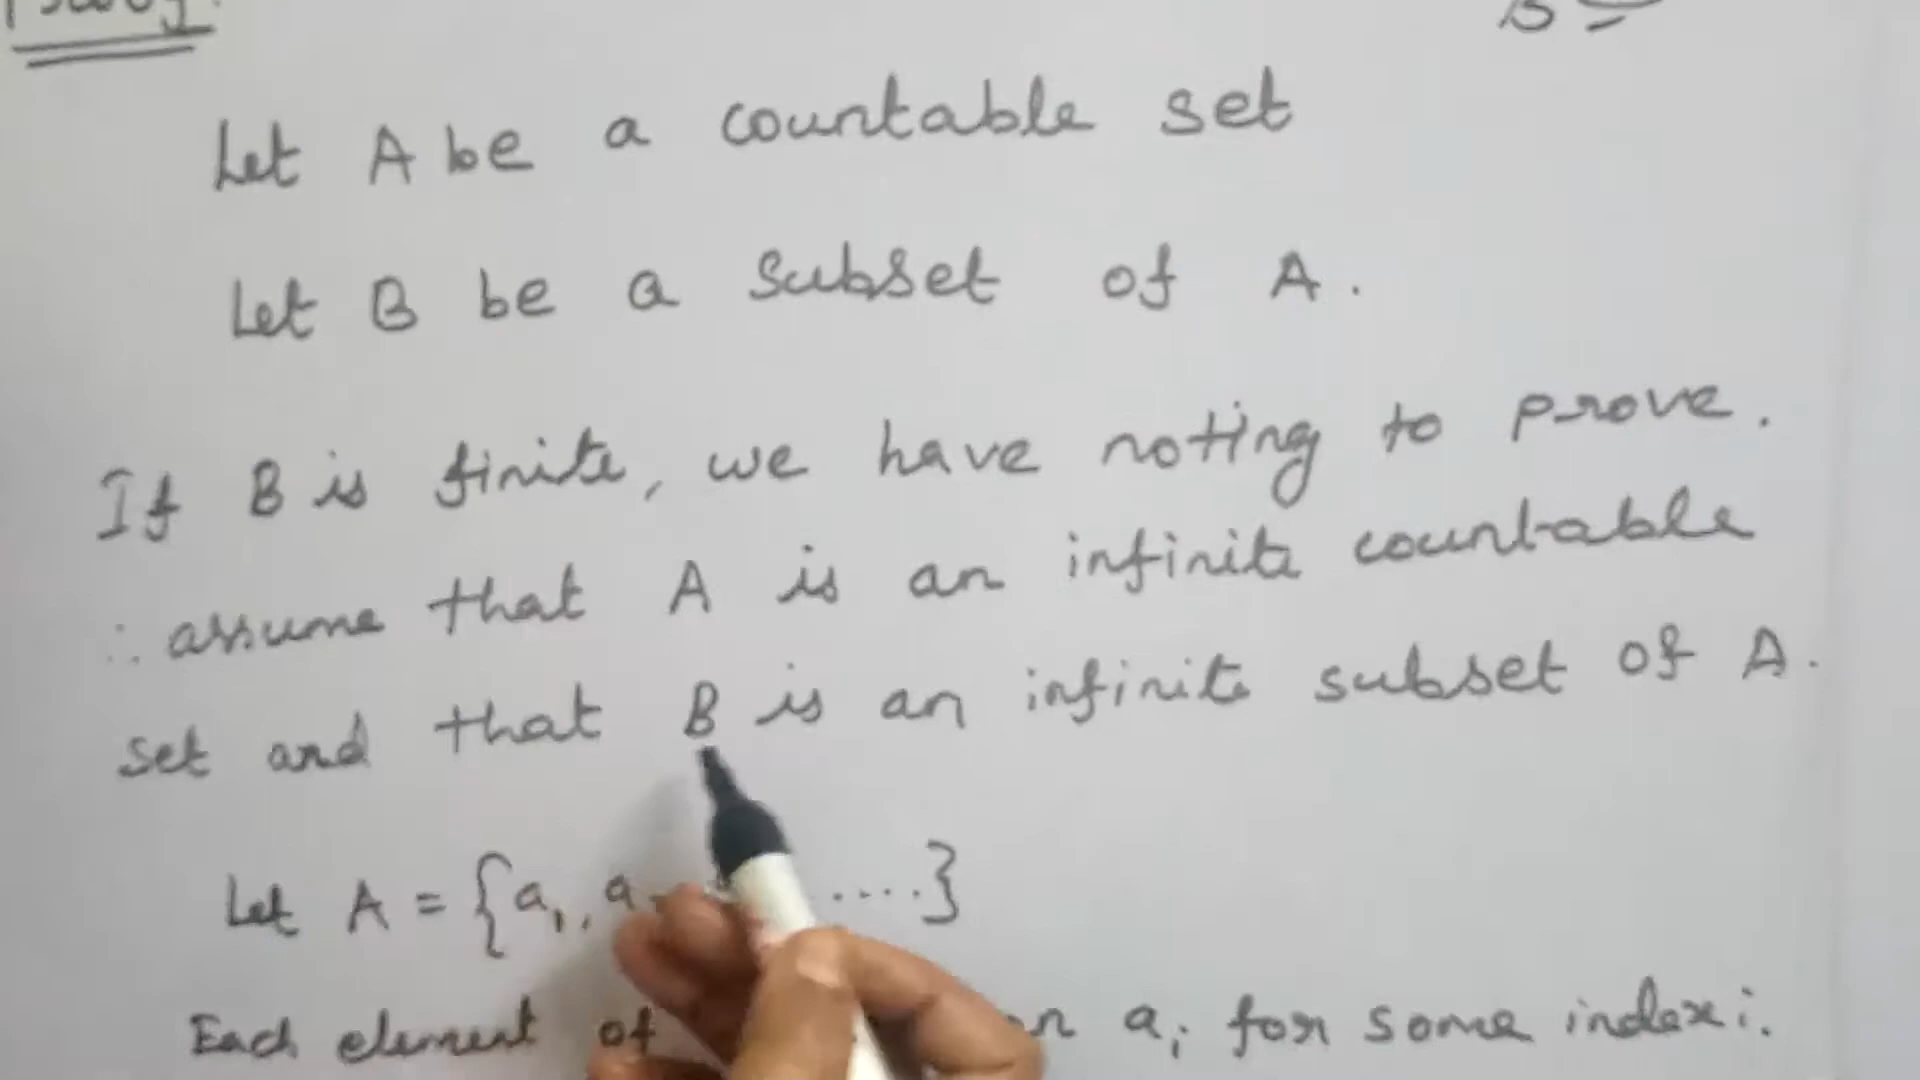 Let A be a countable set
Let B be a subset of A.
If B is finite, we have noting to prove.
∴ assume that A is an infinite countable
set and that B is an infinite subset of A.
Let A = {a₁, a .....}
Each element of an aᵢ for some index i.